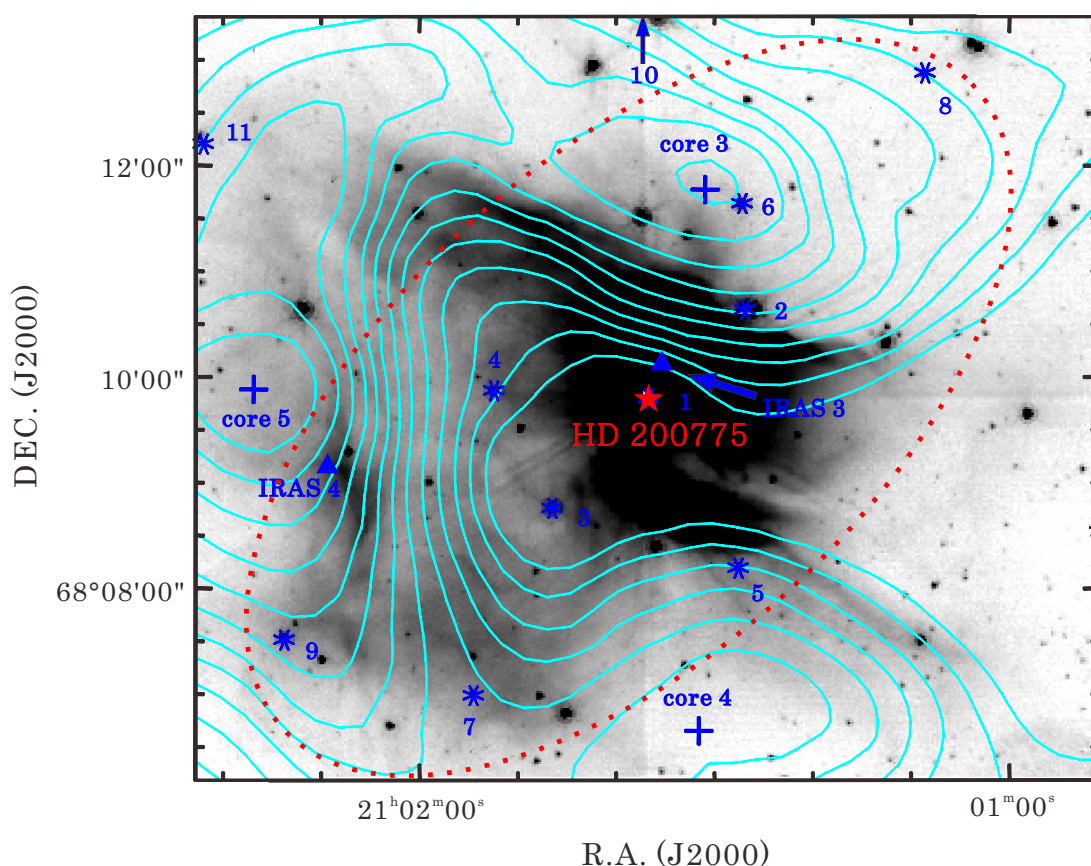 10
8
11
core 3
12'00"
6
2
10'00"
4
core 5
1
IRAS 3
HD 200775
IRAS 4
3
68°08'00"
5
9
core 4
7
21ʰ02ᵐ00ˢ
01ᵐ00ˢ
R.A. (J2000)
DEC. (J2000)